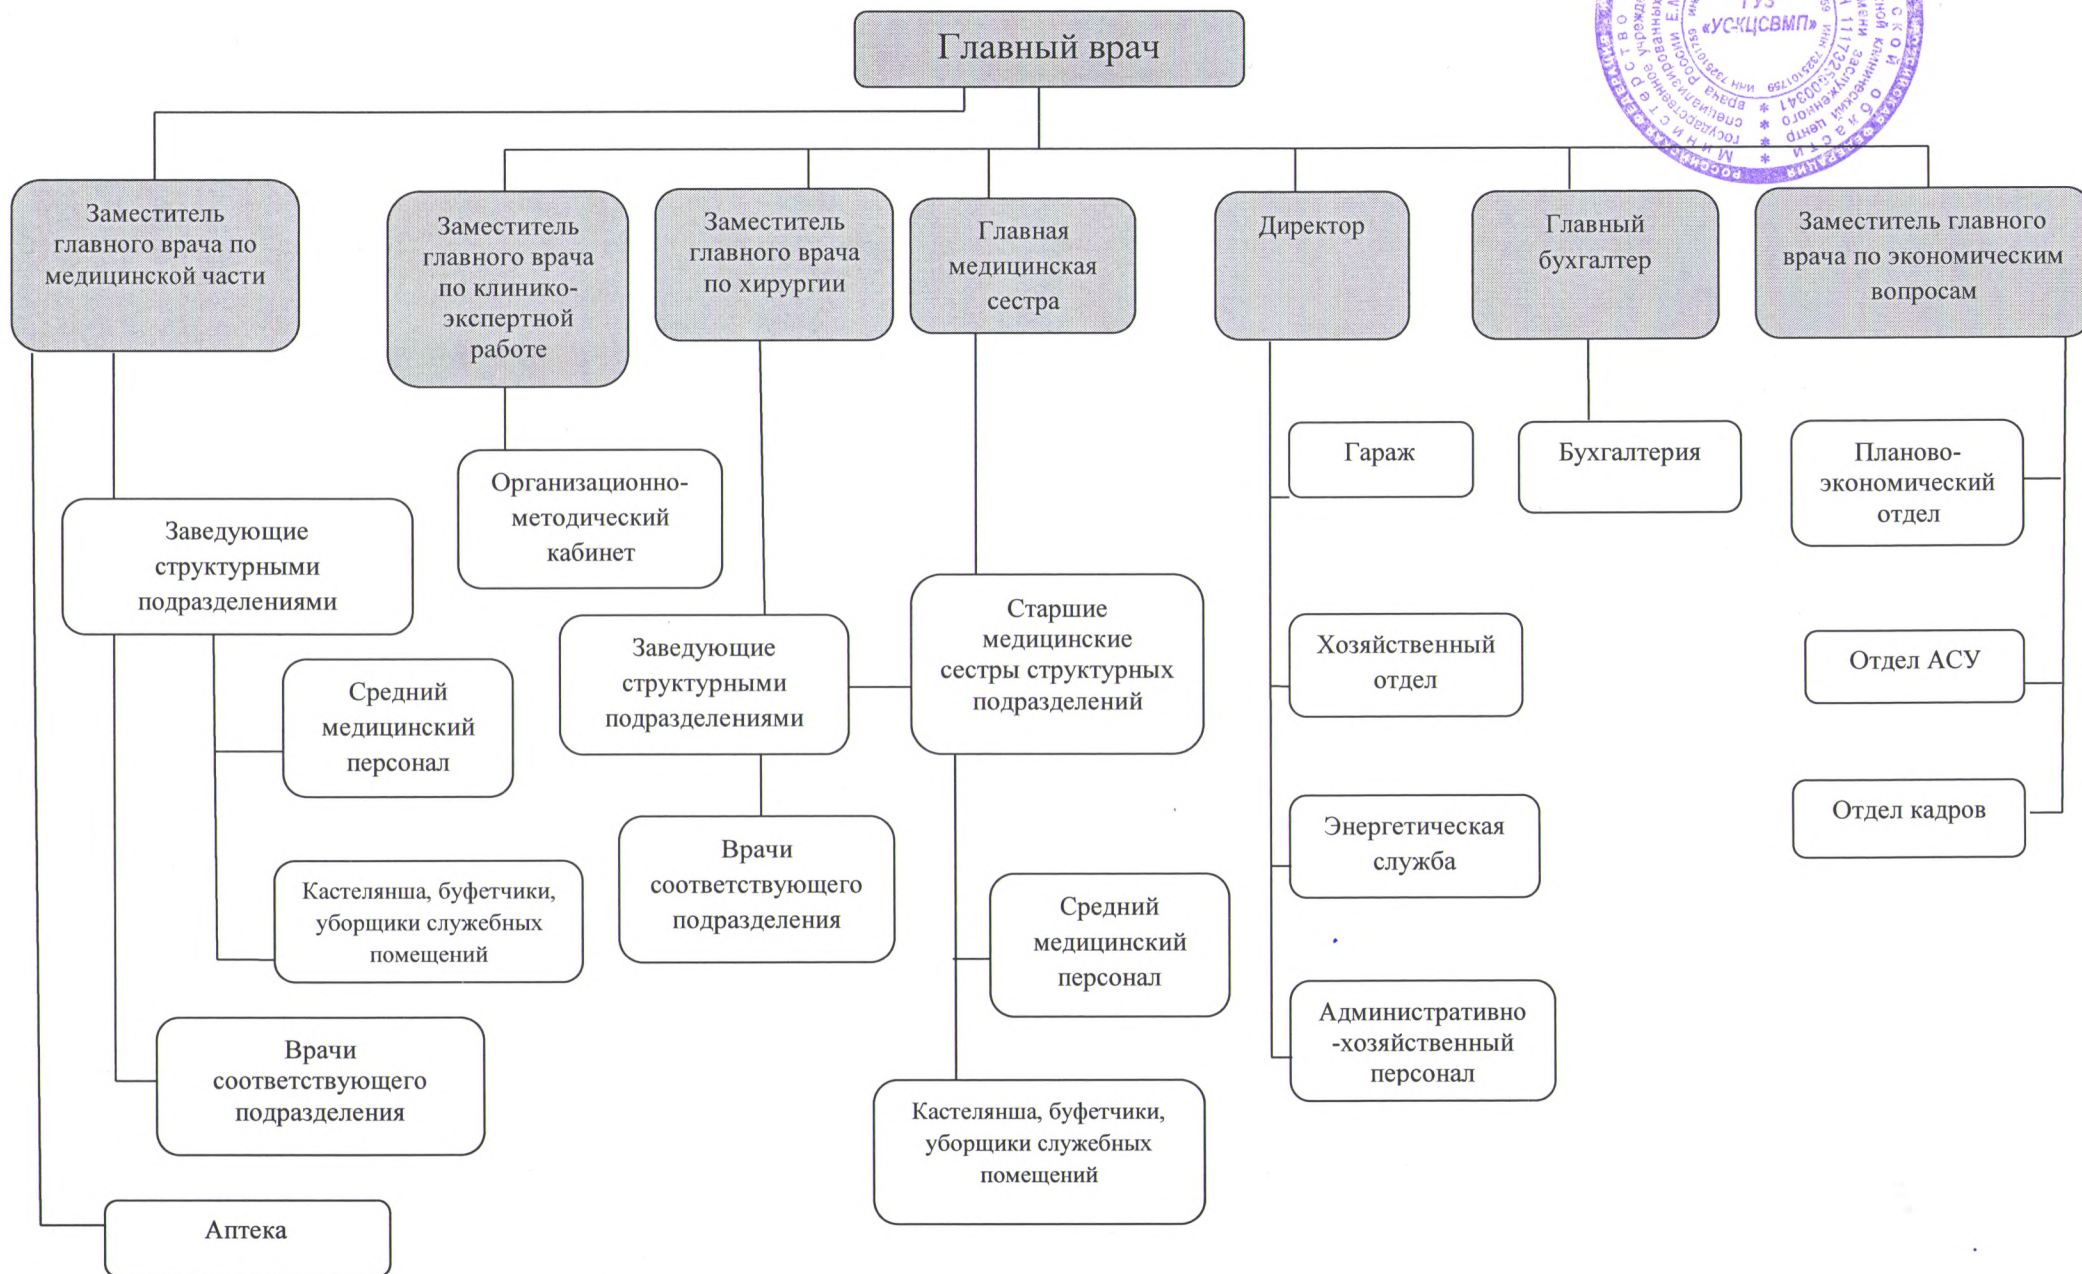 Главный врач
ГУЗ
«УСКЦСВМП»
Заместитель
главного врача по
медицинской части
Заместитель
главного врача
по клинико-
экспертной
работе
Заместитель
главного врача
по хирургии
Главная
медицинская
сестра
Директор
Главный
бухгалтер
Заместитель главного
врача по экономическим
вопросам
Гараж
Бухгалтерия
Планово-
экономический
отдел
Организационно-
методический
кабинет
Заведующие
структурными
подразделениями
Заведующие
структурными
подразделениями
Старшие
медицинские
сестры структурных
подразделений
Хозяйственный
отдел
Отдел АСУ
Средний
медицинский
персонал
Отдел кадров
Врачи
соответствующего
подразделения
Энергетическая
служба
Кастелянша, буфетчики,
уборщики служебных
помещений
Средний
медицинский
персонал
Административно
-хозяйственный
персонал
Врачи
соответствующего
подразделения
Кастелянша, буфетчики,
уборщики служебных
помещений
Аптека